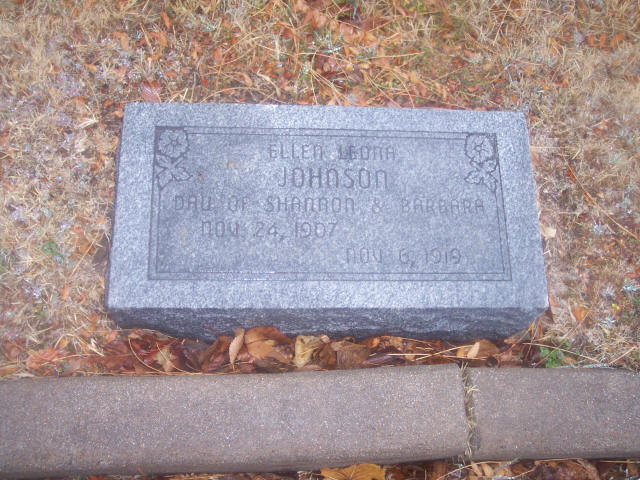 ELLEN LEONA
JOHNSON
DAU OF SHANNON & BARBARA
NOV 24, 1907
NOV 6, 1919